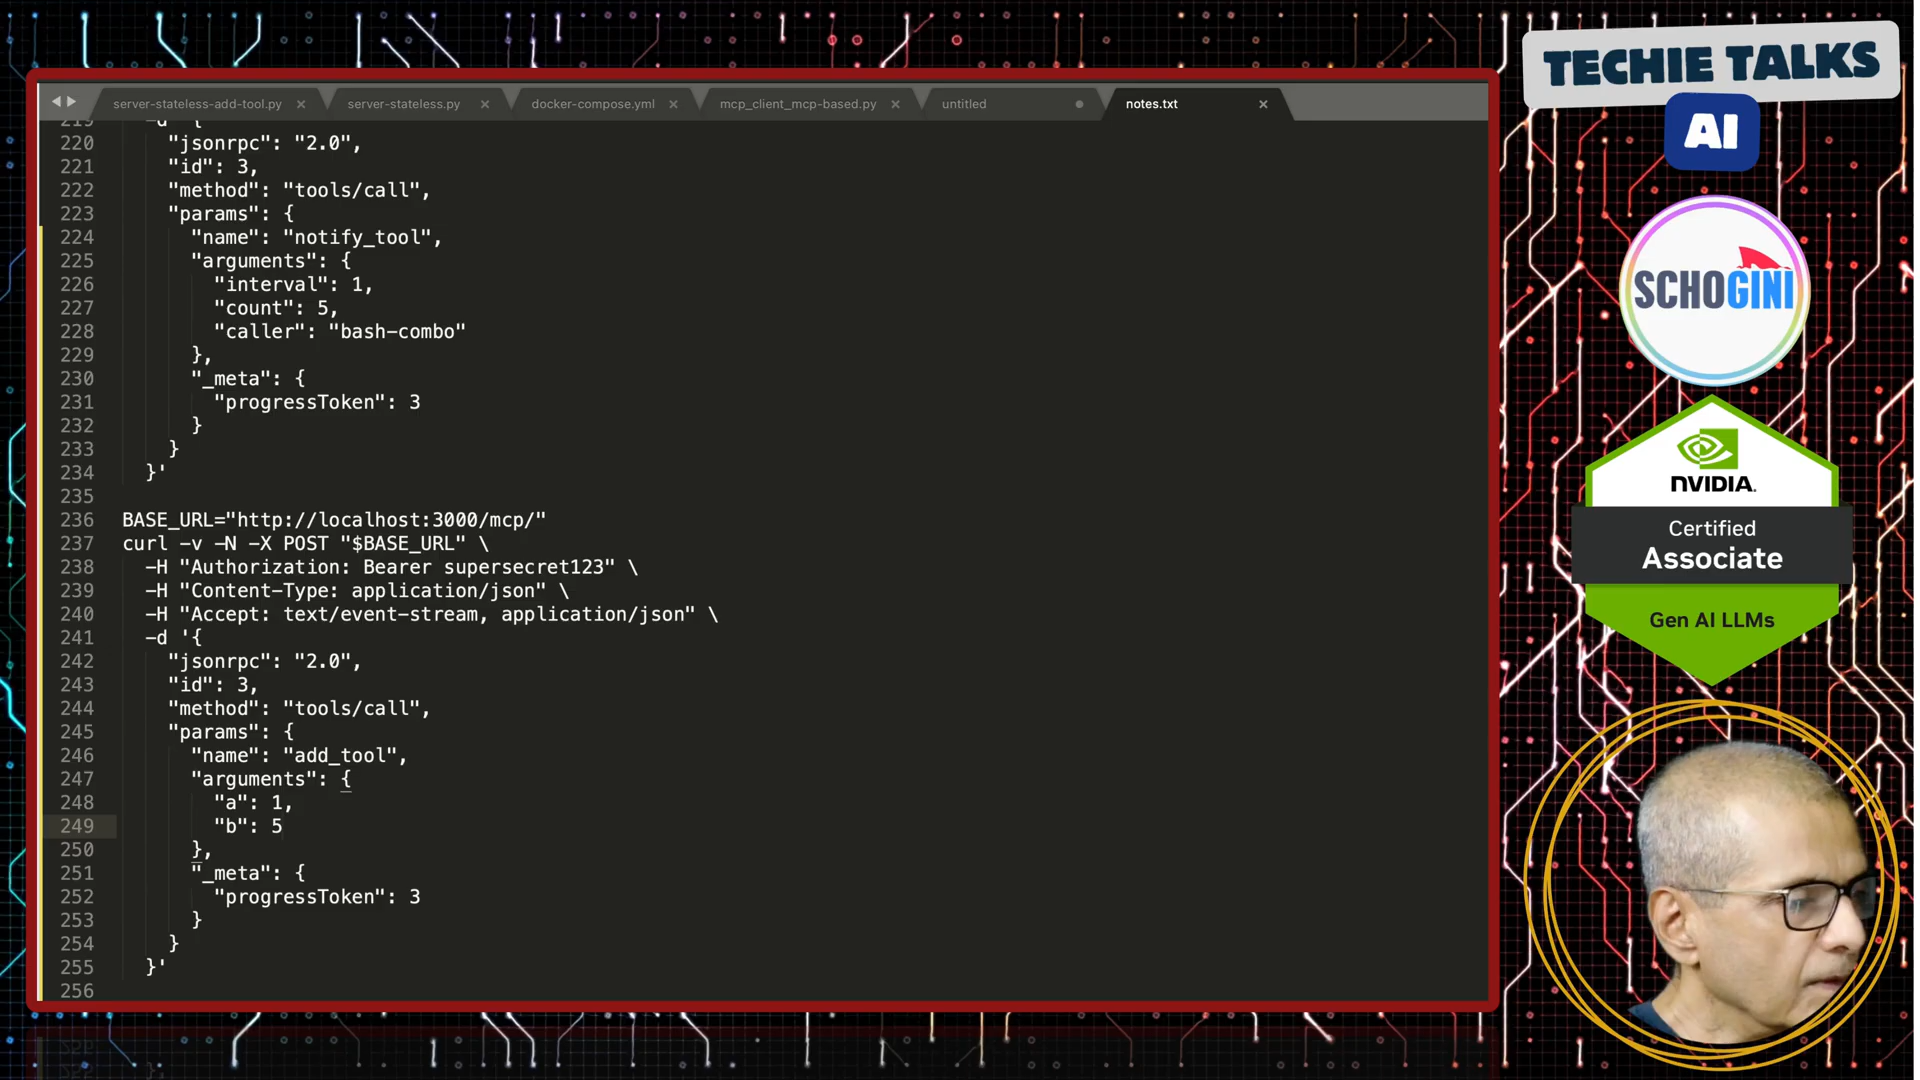 server-stateless-add-tool.py
server-stateless.py
docker-compose.yml
mcp_client_mcp-based.py
untitled
notes.txt
219 -d '{
220 "jsonrpc": "2.0",
221 "id": 3,
222 "method": "tools/call",
223 "params": {
224 "name": "notify_tool",
225 "arguments": {
226 "interval": 1,
227 "count": 5,
228 "caller": "bash-combo"
229 },
230 "_meta": {
231 "progressToken": 3
232 }
233 }
234 }'
235
236 BASE_URL="http://localhost:3000/mcp/"
237 curl -v -N -X POST "$BASE_URL" \
238 -H "Authorization: Bearer supersecret123" \
239 -H "Content-Type: application/json" \
240 -H "Accept: text/event-stream, application/json" \
241 -d '{
242 "jsonrpc": "2.0",
243 "id": 3,
244 "method": "tools/call",
245 "params": {
246 "name": "add_tool",
247 "arguments": {
248 "a": 1,
249 "b": 5
250 },
251 "_meta": {
252 "progressToken": 3
253 }
254 }
255 }'
256
TECHIE TALKS
AI
SCHOGINI
NVIDIA.
Certified
Associate
Gen AI LLMs